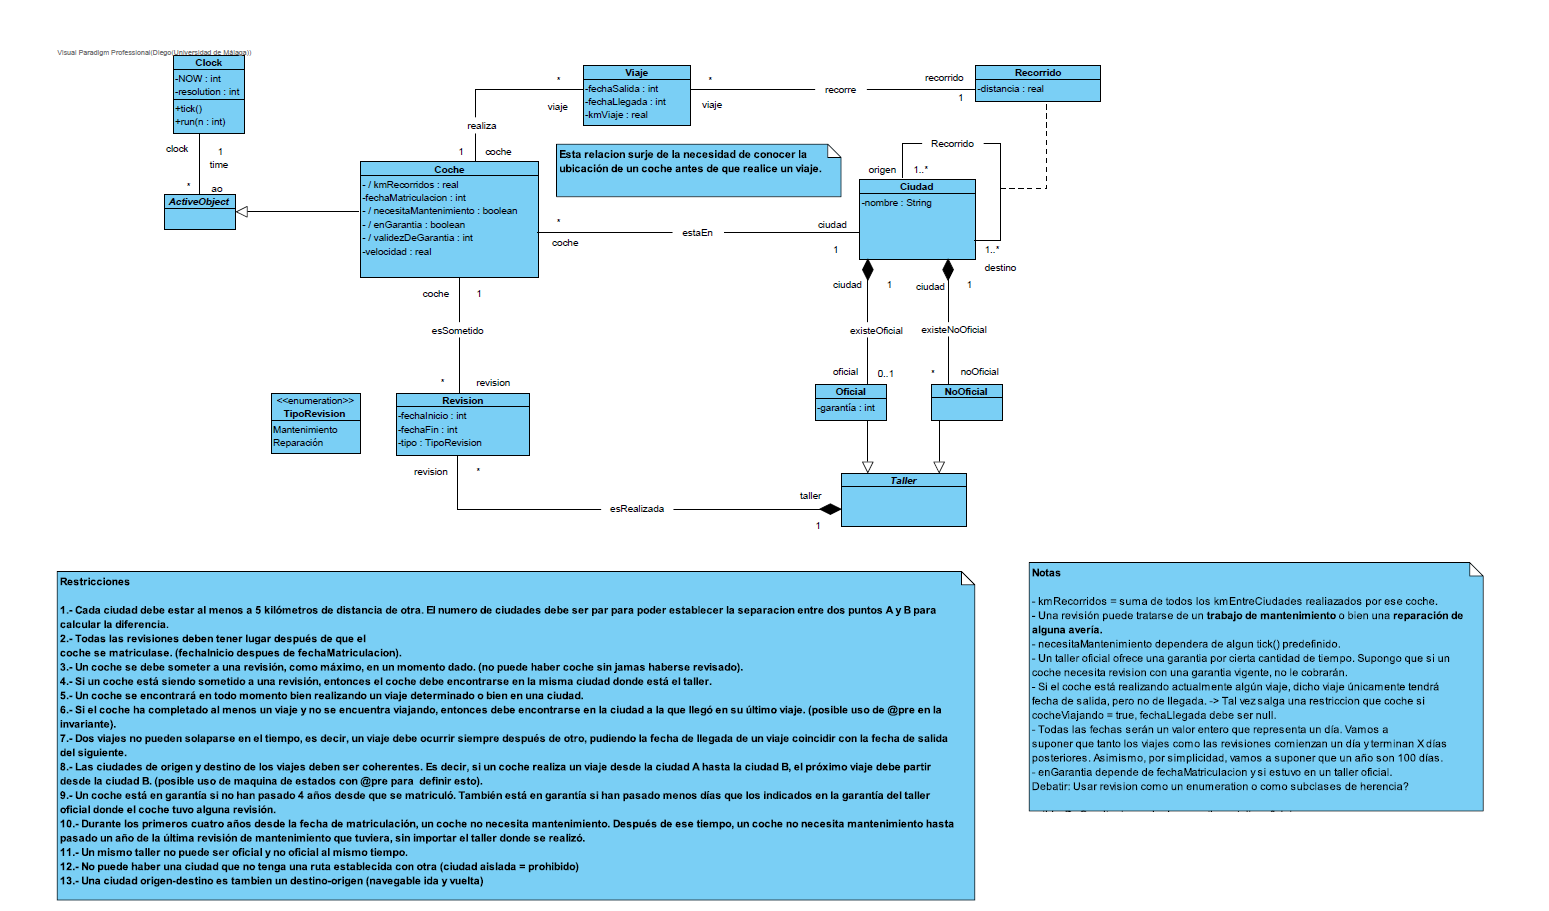 Visual Paradigm Professional(Diego(Universidad de Málaga))
Clock
-NOW : int
-resolution : int
+tick()
+run(n : int)
clock
1
time
*
ao
ActiveObject
Viaje
-fechaSalida : int
-fechaLlegada : int
-kmViaje : real
*
viaje
realiza
1
coche
*
viaje
recorre
recorrido
1
Recorrido
-distancia : real
Esta relacion surje de la necesidad de conocer la
ubicación de un coche antes de que realice un viaje.
Coche
- / kmRecorridos : real
-fechaMatriculacion : int
- / necesitaMantenimiento : boolean
- / enGarantia : boolean
- / validezDeGarantia : int
-velocidad : real
*
coche
estaEn
ciudad
1
Recorrido
origen
1..*
Ciudad
-nombre : String
1..*
destino
ciudad
1
ciudad
1
existeOficial
existeNoOficial
oficial
0..1
*
noOficial
Oficial
-garantía : int
NoOficial
Taller
coche
1
esSometido
*
revision
<<enumeration>>
TipoRevision
Mantenimiento
Reparación
Revision
-fechaInicio : int
-fechaFin : int
-tipo : TipoRevision
revision
*
esRealizada
taller
1
Restricciones
1.- Cada ciudad debe estar al menos a 5 kilómetros de distancia de otra. El numero de ciudades debe ser par para poder establecer la separacion entre dos puntos A y B para
calcular la diferencia.
2.- Todas las revisiones deben tener lugar después de que el
coche se matriculase. (fechaInicio despues de fechaMatriculacion).
3.- Un coche se debe someter a una revisión, como máximo, en un momento dado. (no puede haber coche sin jamas haberse revisado).
4.- Si un coche está siendo sometido a una revisión, entonces el coche debe encontrarse en la misma ciudad donde está el taller.
5.- Un coche se encontrará en todo momento bien realizando un viaje determinado o bien en una ciudad.
6.- Si el coche ha completado al menos un viaje y no se encuentra viajando, entonces debe encontrarse en la ciudad a la que llegó en su último viaje. (posible uso de @pre en la
invariante).
7.- Dos viajes no pueden solaparse en el tiempo, es decir, un viaje debe ocurrir siempre después de otro, pudiendo la fecha de llegada de un viaje coincidir con la fecha de salida
del siguiente.
8.- Las ciudades de origen y destino de los viajes deben ser coherentes. Es decir, si un coche realiza un viaje desde la ciudad A hasta la ciudad B, el próximo viaje debe partir
desde la ciudad B. (posible uso de maquina de estados con @pre para definir esto).
9.- Un coche está en garantía si no han pasado 4 años desde que se matriculó. También está en garantía si han pasado menos días que los indicados en la garantía del taller
oficial donde el coche tuvo alguna revisión.
10.- Durante los primeros cuatro años desde la fecha de matriculación, un coche no necesita mantenimiento. Después de ese tiempo, un coche no necesita mantenimiento hasta
pasado un año de la última revisión de mantenimiento que tuviera, sin importar el taller donde se realizó.
11.- Un mismo taller no puede ser oficial y no oficial al mismo tiempo.
12.- No puede haber una ciudad que no tenga una ruta establecida con otra (ciudad aislada = prohibido)
13.- Una ciudad origen-destino es tambien un destino-origen (navegable ida y vuelta)
Notas
- kmRecorridos = suma de todos los kmEntreCiudades realiazados por ese coche.
- Una revisión puede tratarse de un trabajo de mantenimiento o bien una reparación de
alguna avería.
- necesitaMantenimiento dependera de algun tick() predefinido.
- Un taller oficial ofrece una garantia por cierta cantidad de tiempo. Supongo que si un
coche necesita revision con una garantia vigente, no le cobrarán.
- Si el coche está realizando actualmente algún viaje, dicho viaje únicamente tendrá
fecha de salida, pero no de llegada. -> Tal vez salga una restriccion que coche si
cocheViajando = true, fechaLlegada debe ser null.
- Todas las fechas serán un valor entero que representa un día. Vamos a
suponer que tanto los viajes como las revisiones comienzan un día y terminan X días
posteriores. Asimismo, por simplicidad, vamos a suponer que un año son 100 días.
- enGarantia depende de fechaMatriculacion y si estuvo en un taller oficial.
Debatir: Usar revision como un enumeration o como subclases de herencia?